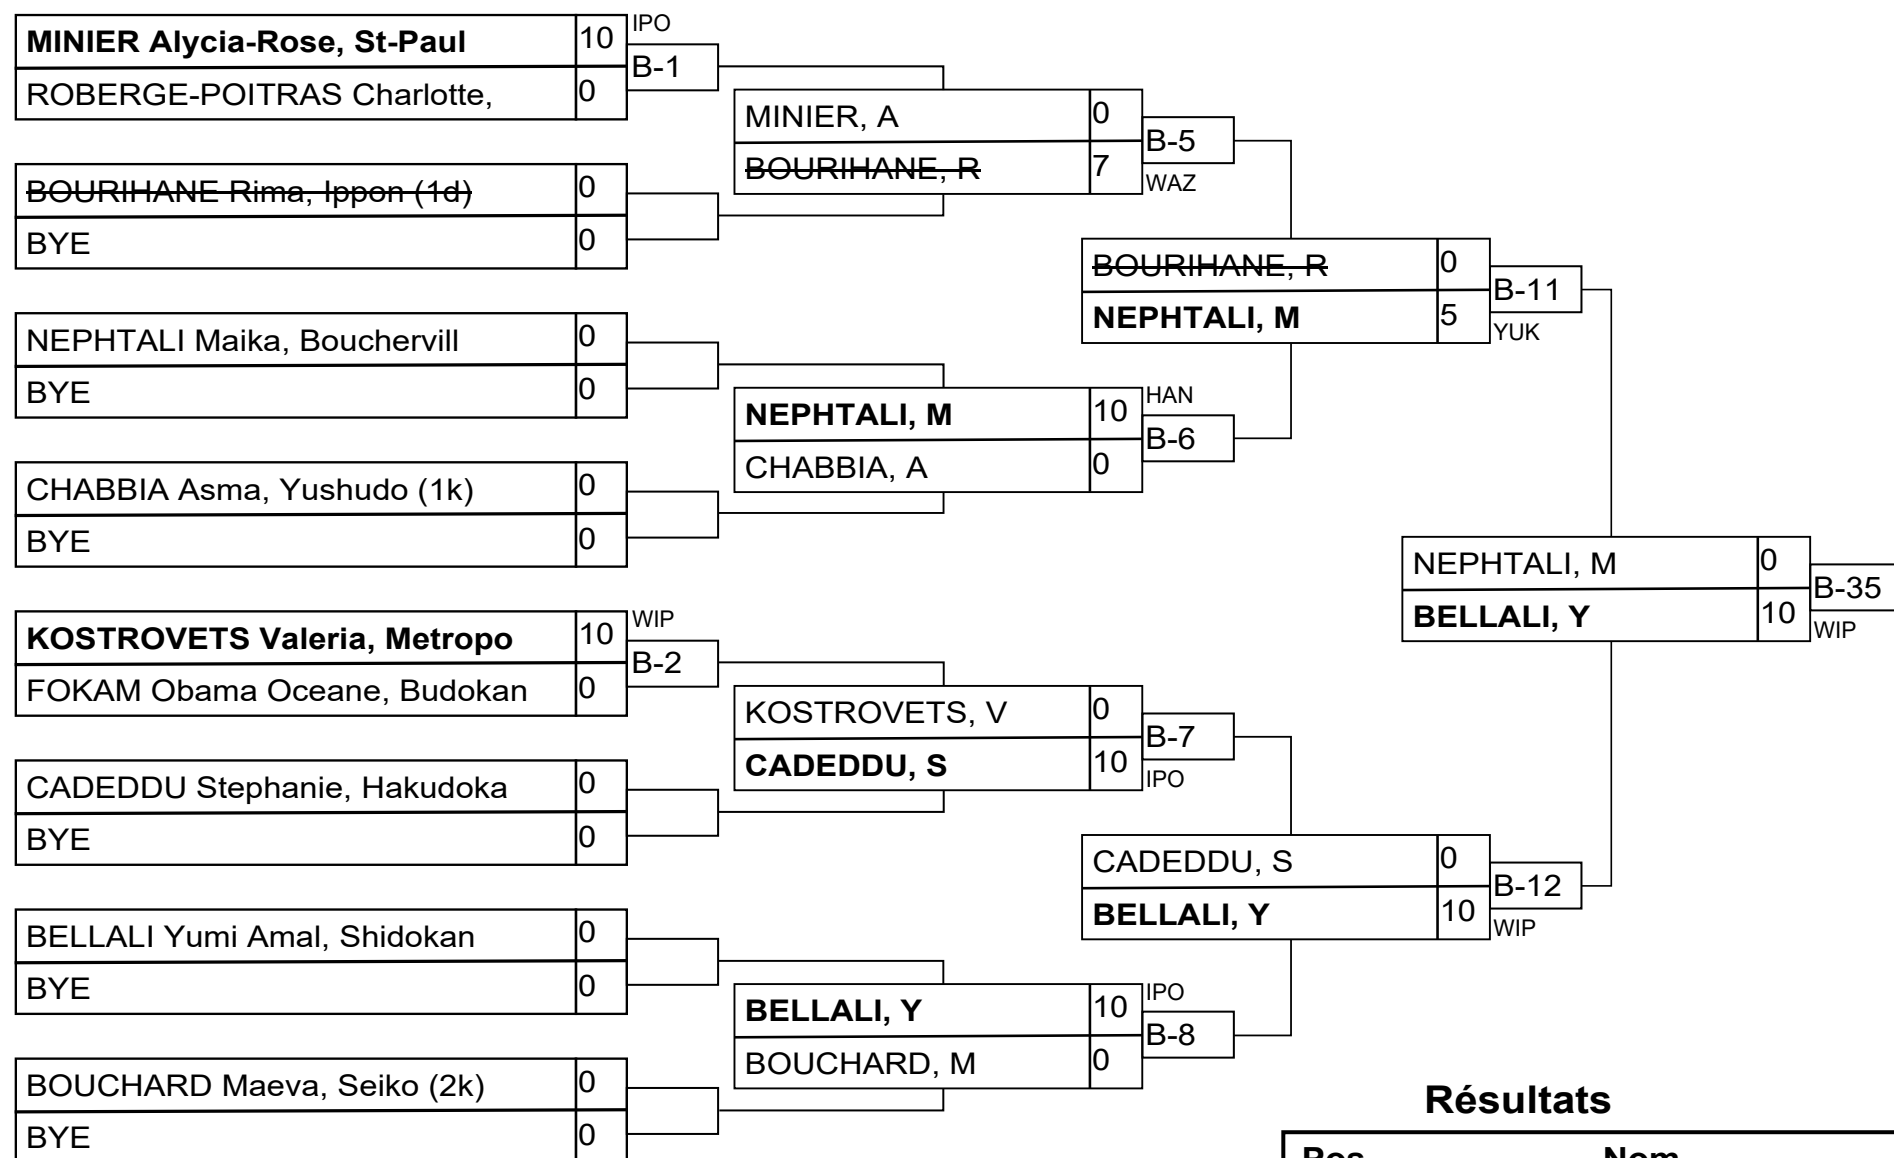 MINIER Alycia-Rose, St-Paul 10 IPO
B-1
ROBERGE-POITRAS Charlotte, 0
MINIER, A 0
B-5
BOURIHANE, R 7
WAZ
BOURIHANE Rima, Ippon (1d) 0
BYE 0
BOURIHANE, R 0
B-11
NEPHTALI, M 5
YUK
NEPHTALI Maika, Bouchervill 0
BYE 0
NEPHTALI, M 10 HAN
B-6
CHABBIA, A 0
CHABBIA Asma, Yushudo (1k) 0
BYE 0
NEPHTALI, M 0
B-35
BELLALI, Y 10
WIP
KOSTROVETS Valeria, Metropo 10 WIP
B-2
FOKAM Obama Oceane, Budokan 0
KOSTROVETS, V 0
B-7
CADEDDU, S 10
IPO
CADEDDU Stephanie, Hakudoka 0
BYE 0
CADEDDU, S 0
B-12
BELLALI, Y 10
WIP
BELLALI Yumi Amal, Shidokan 0
BYE 0
BELLALI, Y 10 IPO
B-8
BOUCHARD, M 0
BOUCHARD Maeva, Seiko (2k) 0
BYE 0
Résultats
Pos Nom